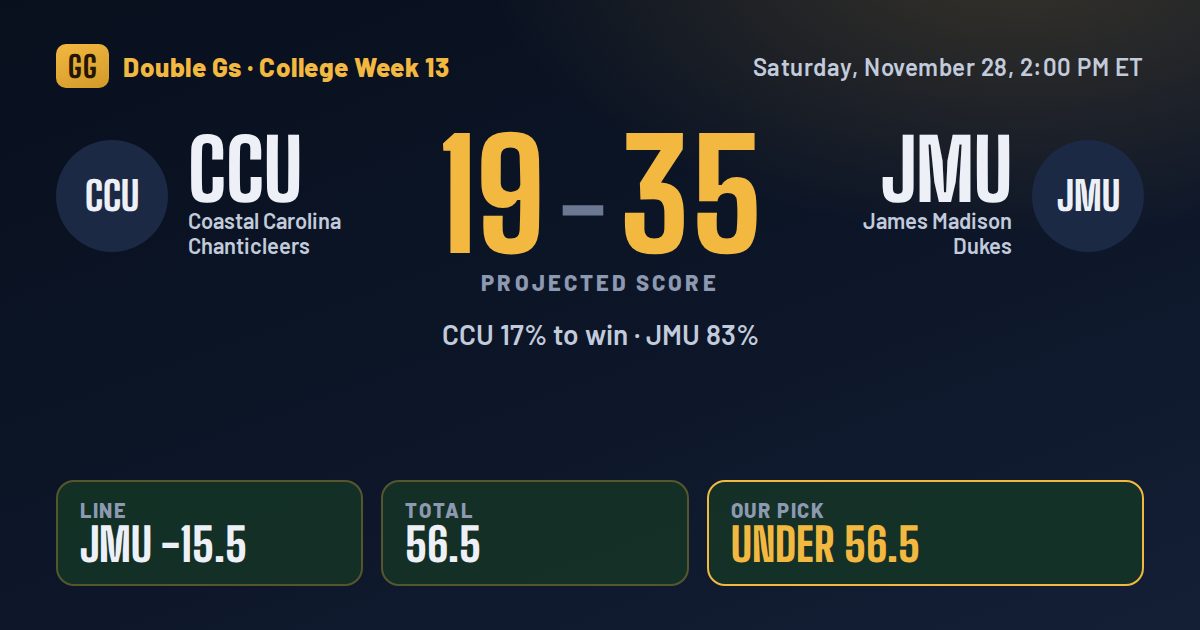 GG Double Gs · College Week 13
Saturday, November 28, 2:00 PM ET
CCU
CCU
Coastal Carolina
Chanticleers
19 – 35
PROJECTED SCORE
CCU 17% to win · JMU 83%
JMU
James Madison
Dukes
JMU
LINE
JMU −15.5
TOTAL
56.5
OUR PICK
UNDER 56.5